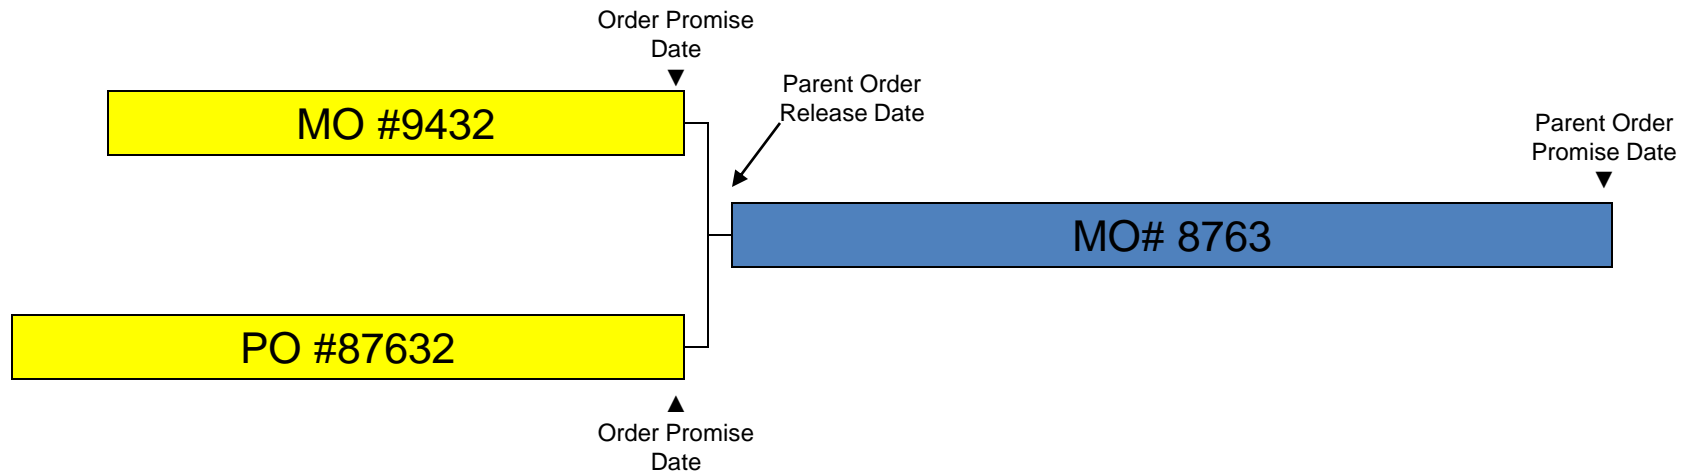 Order Promise
Date
MO #9432
Parent Order
Release Date
Parent Order
Promise Date
MO# 8763
PO #87632
Order Promise
Date